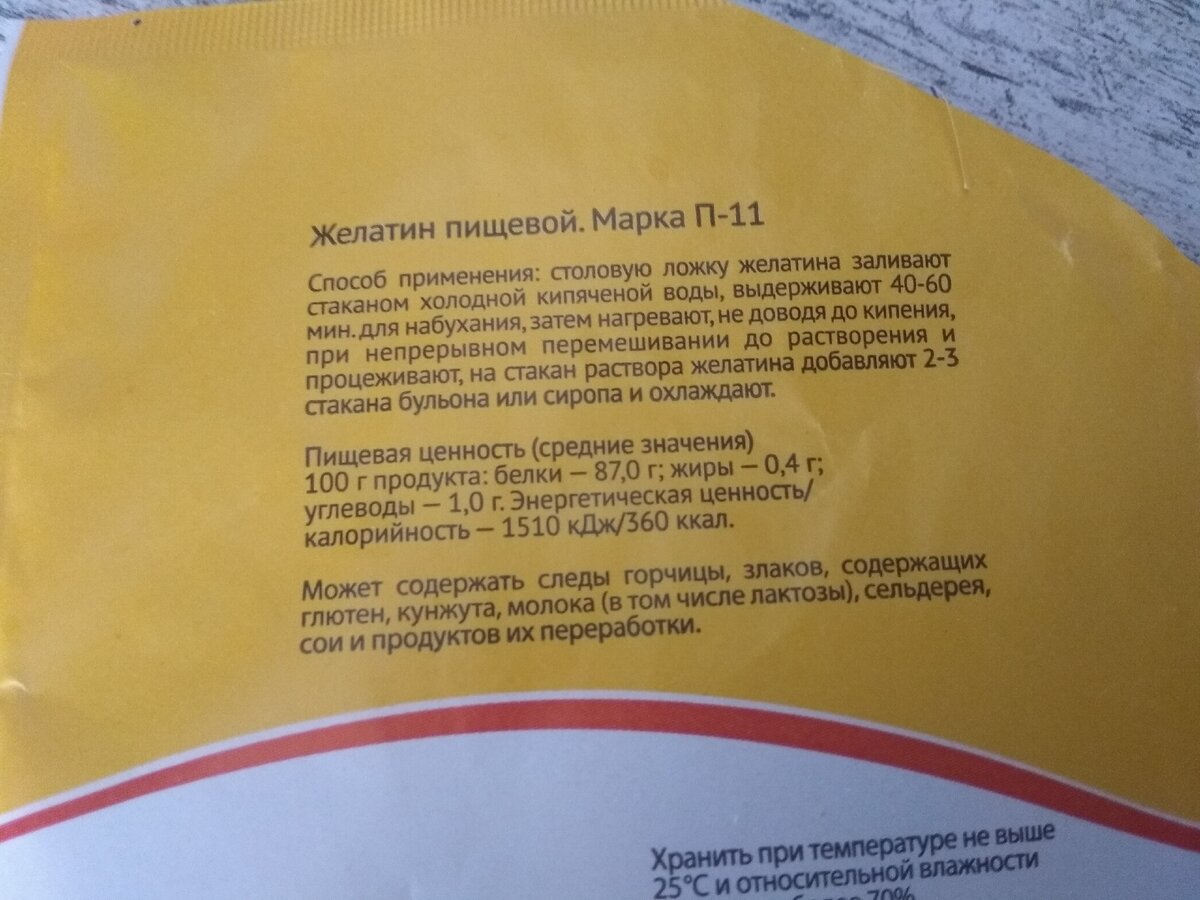 Желатин пищевой. Марка П-11
Способ применения: столовую ложку желатина заливают
стаканом холодной кипяченой воды, выдерживают 40-60
мин. для набухания, затем нагревают, не доводя до кипения,
при непрерывном перемешивании до растворения и
процеживают, на стакан раствора желатина добавляют 2-3
стакана бульона или сиропа и охлаждают.
Пищевая ценность (средние значения)
100 г продукта: белки — 87,0 г; жиры — 0,4 г;
углеводы — 1,0 г. Энергетическая ценность/
калорийность — 1510 кДж/360 ккал.
Может содержать следы горчицы, злаков, содержащих
глютен, кунжута, молока (в том числе лактозы), сельдерея,
сои и продуктов их переработки.
Хранить при температуре не выше
25°С и относительной влажности
более 70%